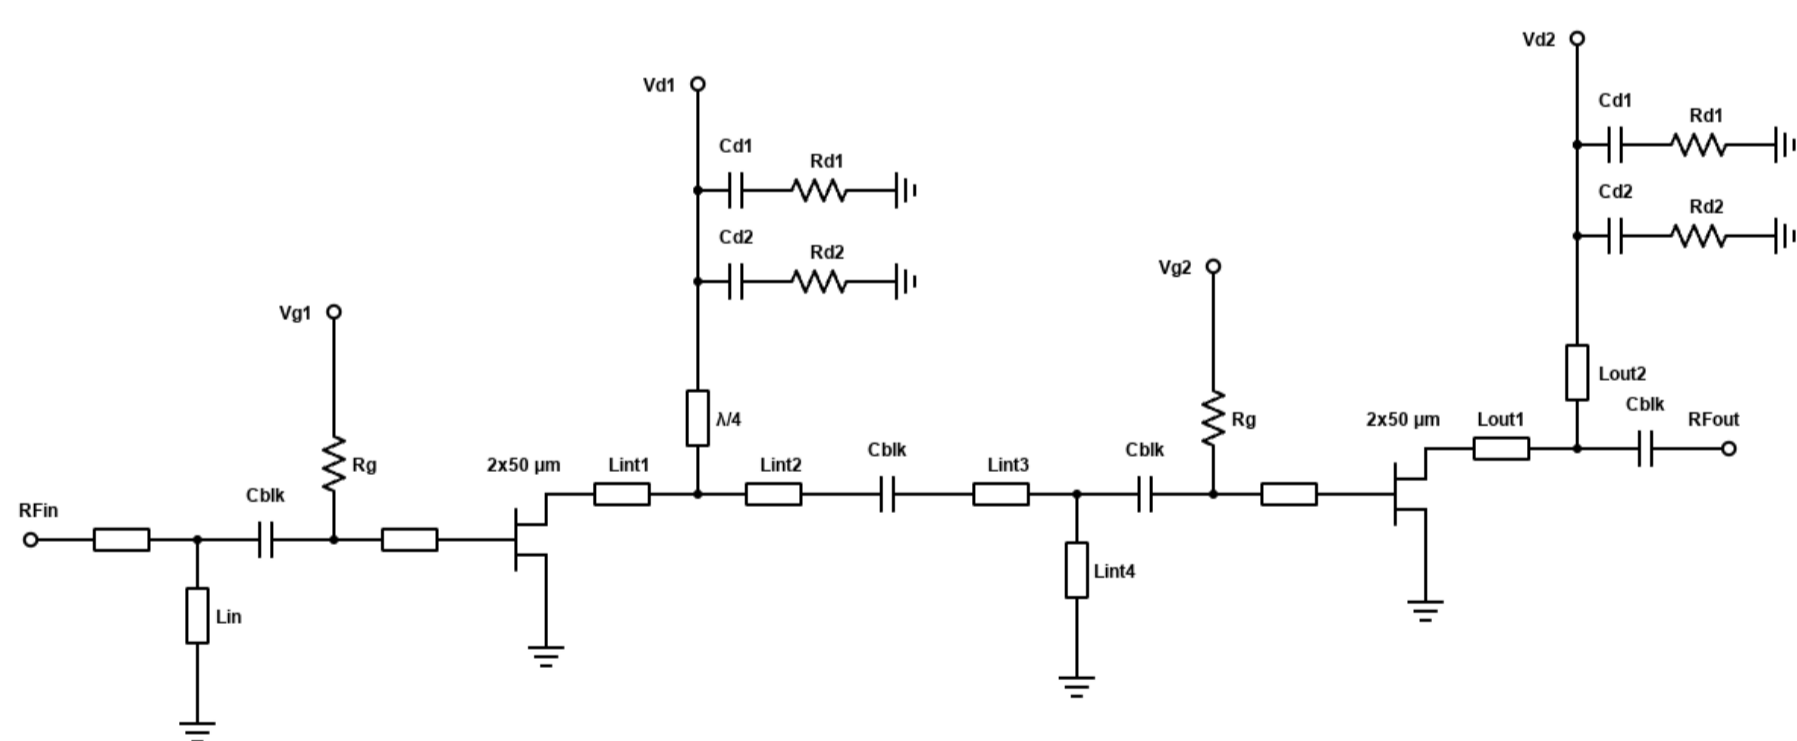 Vd2
Cd1
Rd1
Cd2
Rd2
Lout2
Cblk
RFout
2x50 µm
Lout1
Vd1
Cd1
Rd1
Cd2
Rd2
λ/4
Vg2
Rg
Vg1
Rg
2x50 µm
Lint1
Lint2
Cblk
Lint3
Cblk
Lint4
RFin
Cblk
Lin